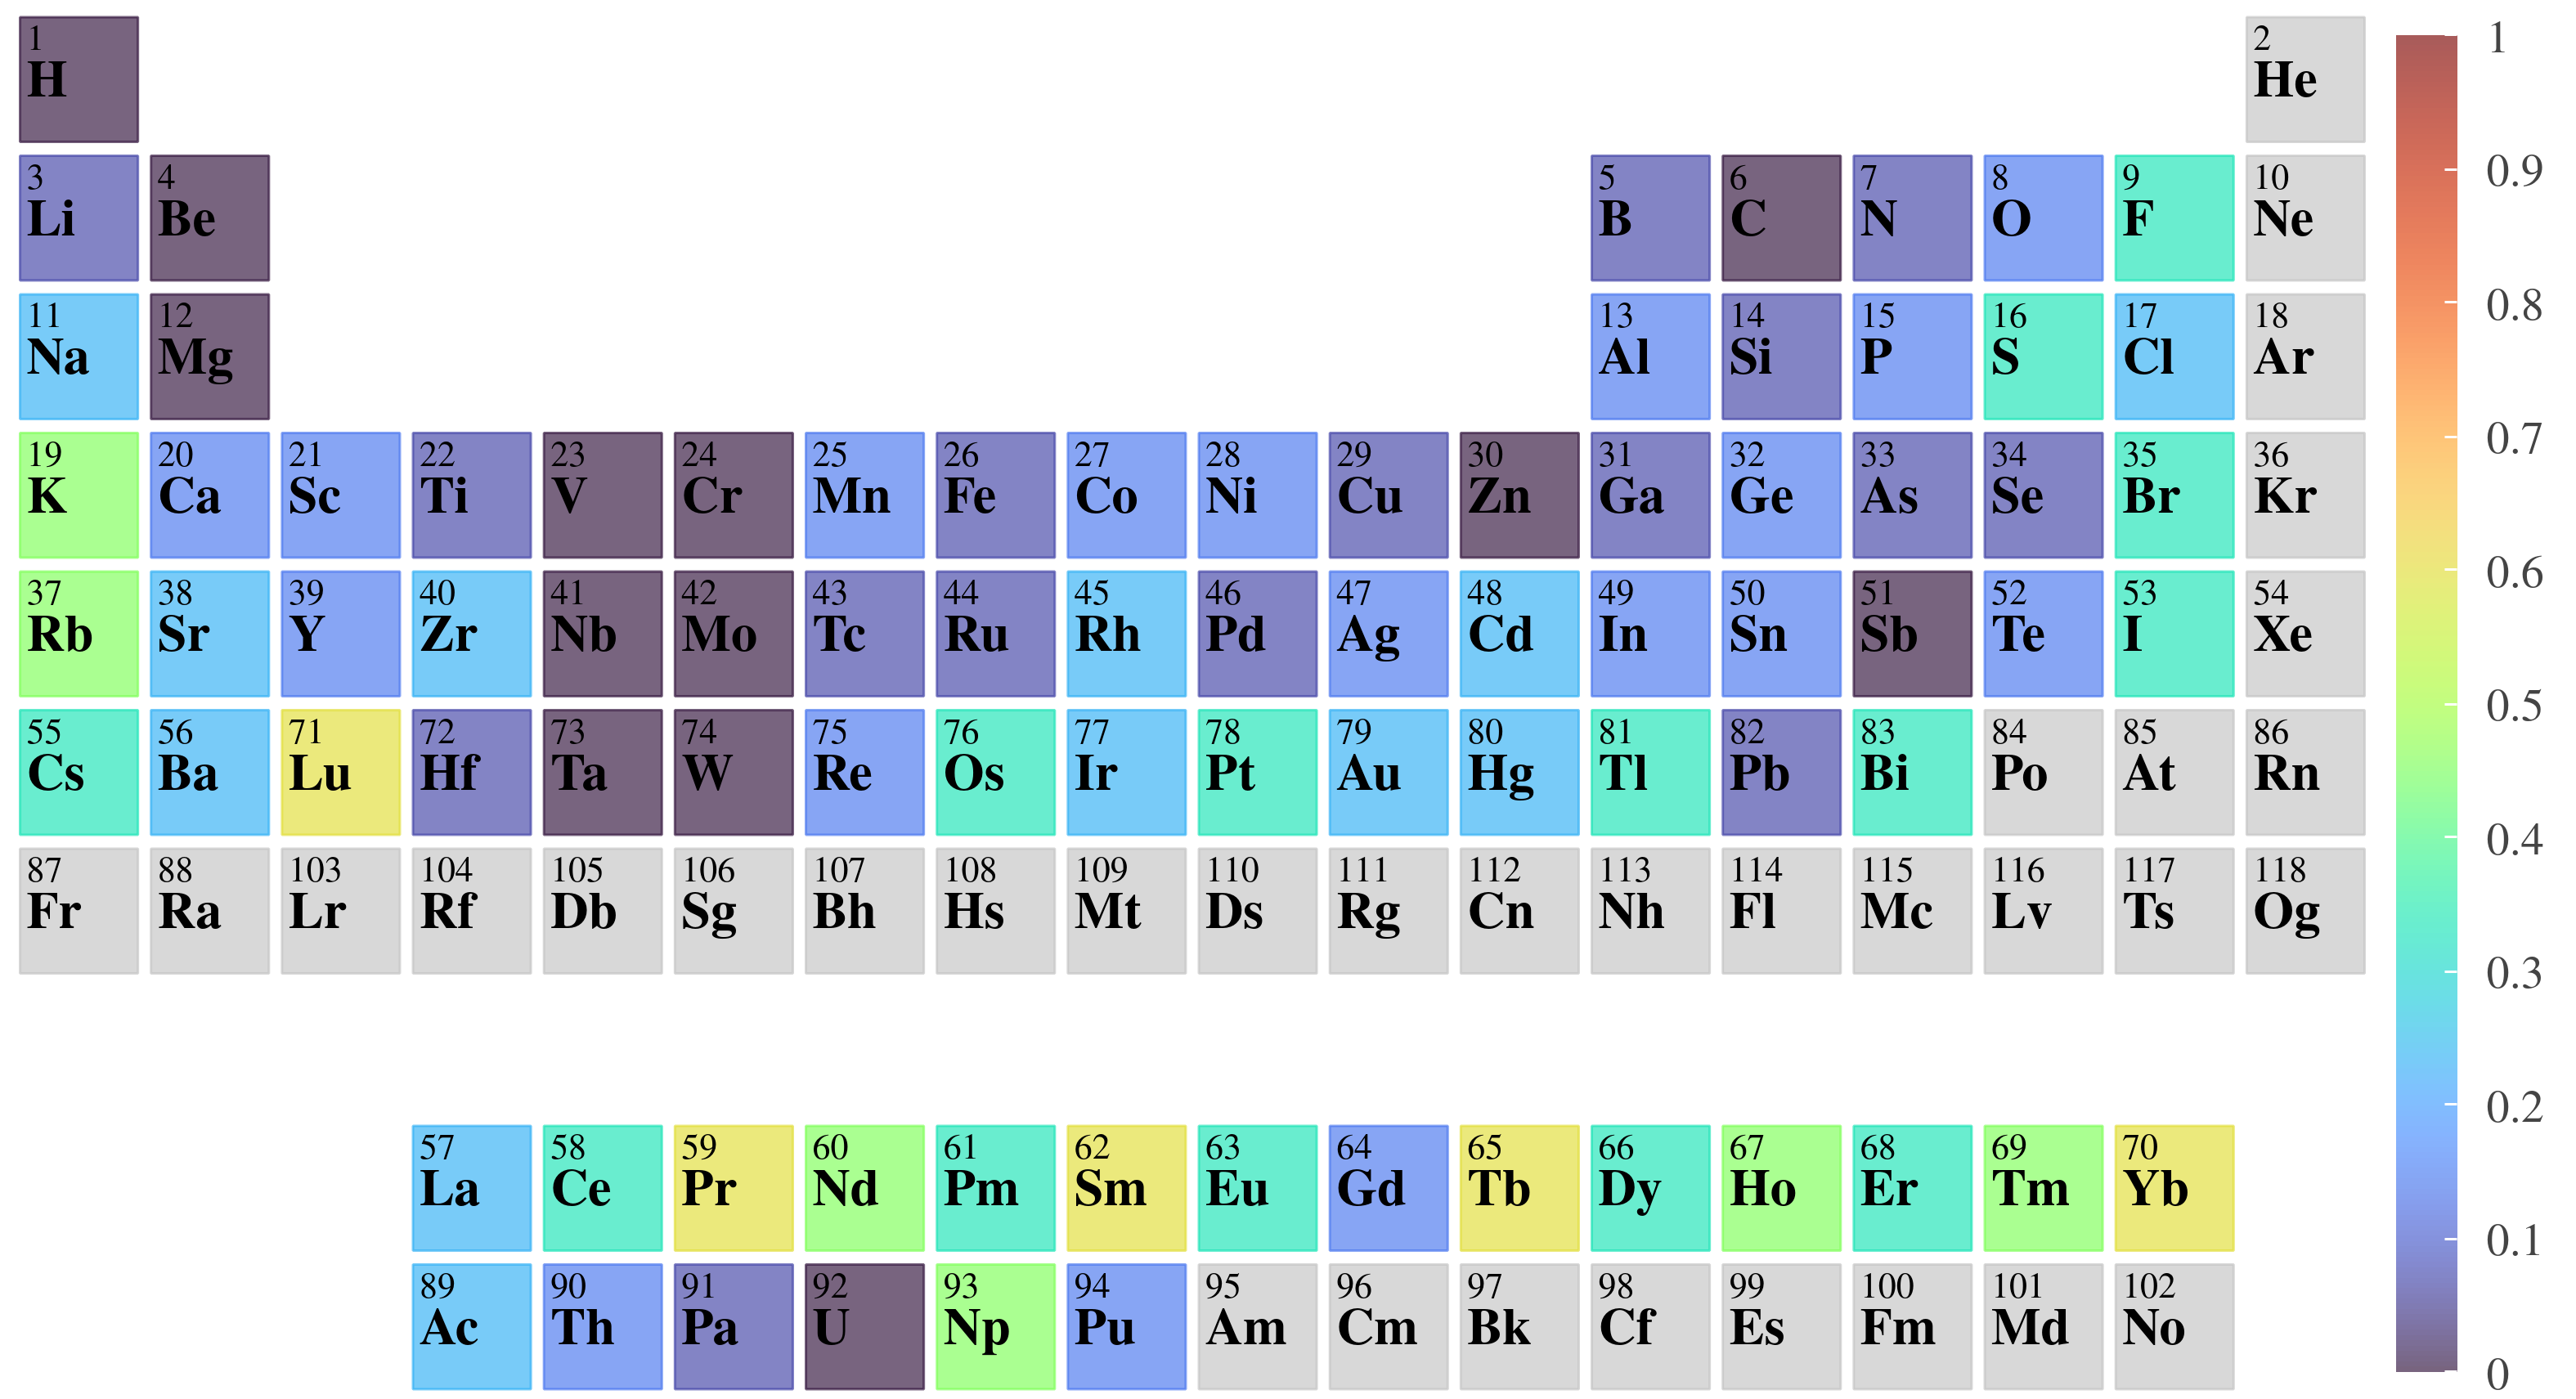 1 2
H He
3 4 5 6 7 8 9 10
Li Be B C N O F Ne
11 12 13 14 15 16 17 18
Na Mg Al Si P S Cl Ar
19 20 21 22 23 24 25 26 27 28 29 30 31 32 33 34 35 36
K Ca Sc Ti V Cr Mn Fe Co Ni Cu Zn Ga Ge As Se Br Kr
37 38 39 40 41 42 43 44 45 46 47 48 49 50 51 52 53 54
Rb Sr Y Zr Nb Mo Tc Ru Rh Pd Ag Cd In Sn Sb Te I Xe
55 56 71 72 73 74 75 76 77 78 79 80 81 82 83 84 85 86
Cs Ba Lu Hf Ta W Re Os Ir Pt Au Hg Tl Pb Bi Po At Rn
87 88 103 104 105 106 107 108 109 110 111 112 113 114 115 116 117 118
Fr Ra Lr Rf Db Sg Bh Hs Mt Ds Rg Cn Nh Fl Mc Lv Ts Og
57 58 59 60 61 62 63 64 65 66 67 68 69 70
La Ce Pr Nd Pm Sm Eu Gd Tb Dy Ho Er Tm Yb
89 90 91 92 93 94 95 96 97 98 99 100 101 102
Ac Th Pa U Np Pu Am Cm Bk Cf Es Fm Md No
1
0.9
0.8
0.7
0.6
0.5
0.4
0.3
0.2
0.1
0